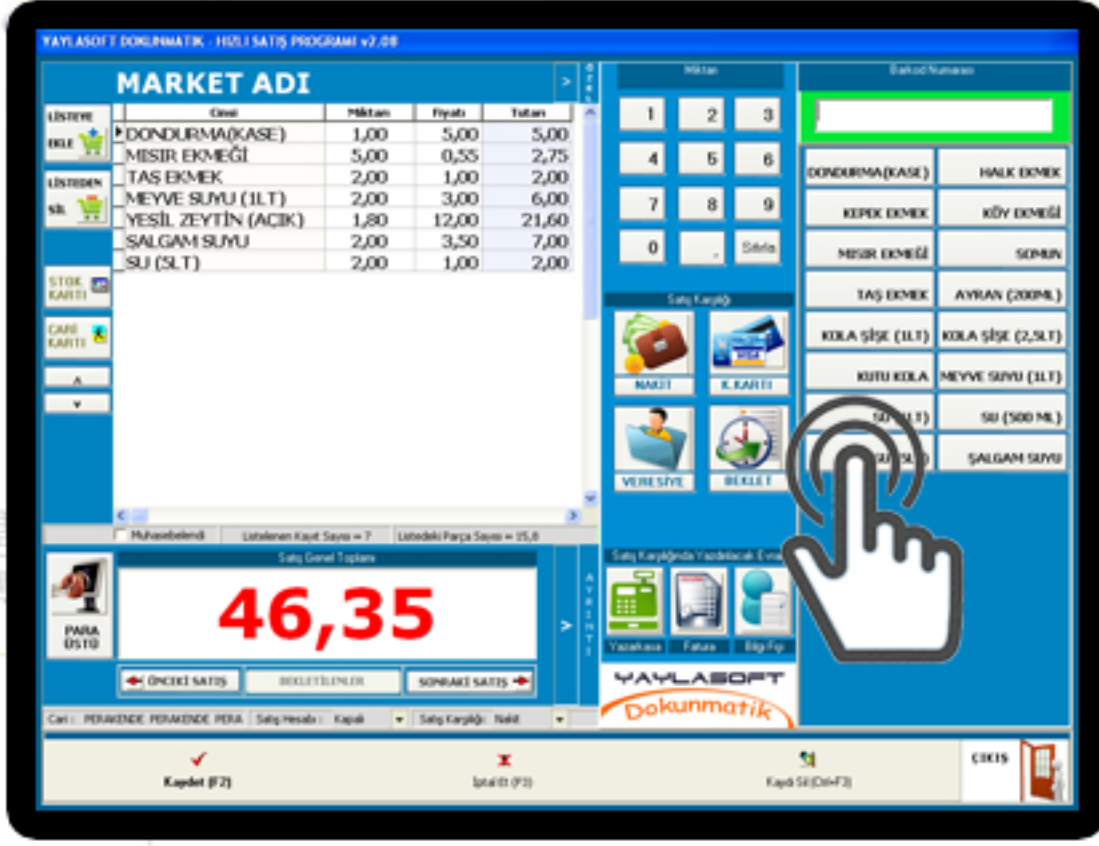 YAYLASOFT DOKUNMATIK - HIZLI SATIŞ PROGRAMI v2.08
MARKET ADI
>
LİSTEYE EKLE
LİSTEDEN SİL
STOK KARTI
CARİ KARTI
Cinsi Miktarı Fiyatı Tutarı
DONDURMA(KASE) 1,00 5,00 5,00
MISIR EKMEĞİ 5,00 0,55 2,75
TAŞ EKMEK 2,00 1,00 2,00
MEYVE SUYU (1LT) 2,00 3,00 6,00
YEŞİL ZEYTİN (AÇIK) 1,80 12,00 21,60
ŞALGAM SUYU 2,00 3,50 7,00
SU (5LT) 2,00 1,00 2,00
Muhasebelendi Listelenen Kayıt Sayısı = 7 Listedeki Parça Sayısı = 15,8
Satış Genel Toplamı
46,35
PARA ÜSTÜ
>
AYRINTI
ÖNCEKİ SATIŞ BEKLETİLENLER SONRAKİ SATIŞ
Cari : PERAKENDE PERAKENDE PERA Satış Hesabı : Kapalı Satış Karşılığı: Nakit
Miktarı
1 2 3
4 5 6
7 8 9
0 . Sıfırla
Satış Karşılığı
NAKİT K.KARTI
VISA
VERESİYE BEKLET
Satış Karşılığında Yazdırılacak
Yazarkasa Fatura Bilgi Fişi
YAYLASOFT
Dokunmatik
Barkod Numarası
DONDURMA(KASE) HALK EKMEK
KEPEK EKMEK KÖY EKMEĞİ
MISIR EKMEĞİ SOMUN
TAŞ EKMEK AYRAN (200ML)
KOLA ŞİŞE (1LT) KOLA ŞİŞE (2,5LT)
KUTU KOLA MEYVE SUYU (1LT)
SU (500 ML)
ŞALGAM SUYU
Kaydet (F2) İptal Et (F3) Kaydı Sil (Ctrl+F3) ÇIKIŞ